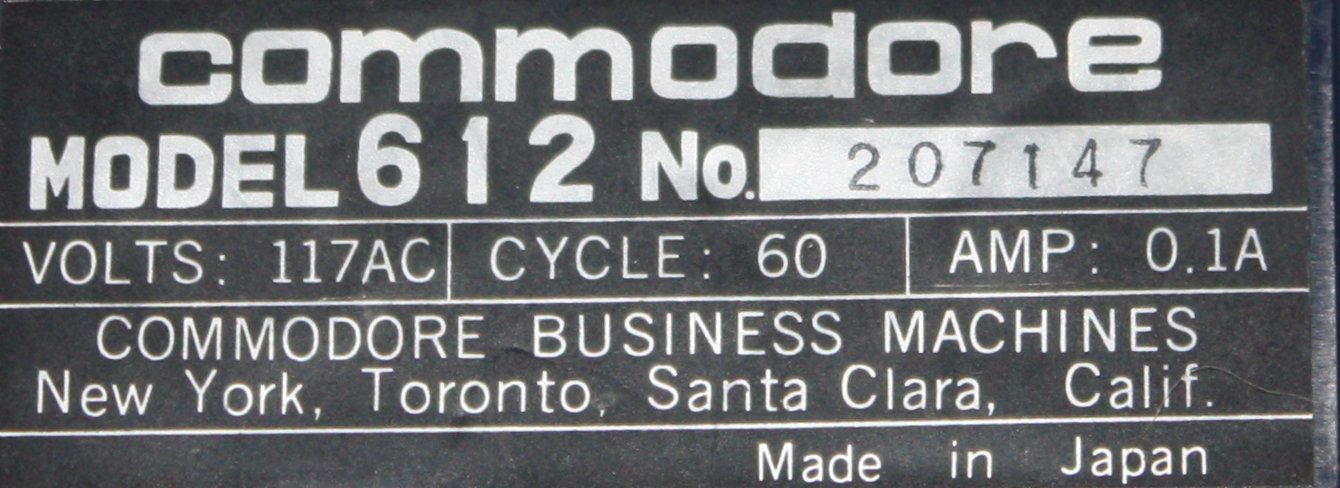 commodore
MODEL 612 No. 207147
VOLTS: 117AC CYCLE: 60 AMP: 0.1A
COMMODORE BUSINESS MACHINES
New York, Toronto, Santa Clara, Calif.
Made in Japan